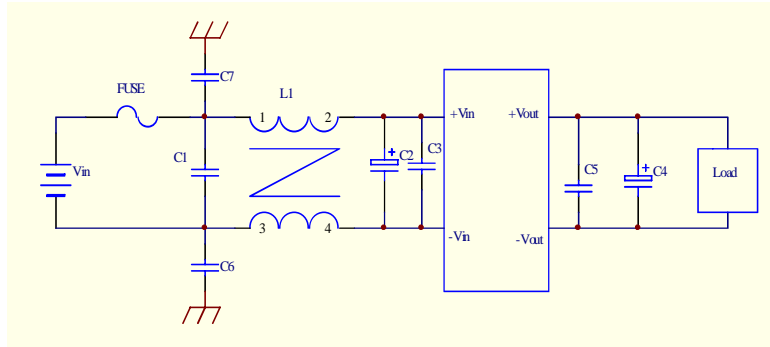 C7
FUSE
L1
1 2
+Vin
+Vout
C1
C2
C3
Vin
C5
C4
Load
3 4
-Vin
-Vout
C6
+
+